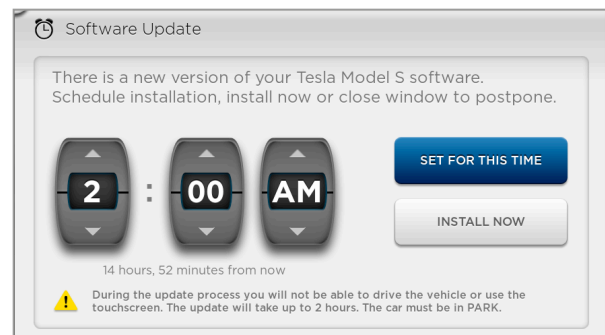 Software Update
There is a new version of your Tesla Model S software.
Schedule installation, install now or close window to postpone.
2 : 00 AM
SET FOR THIS TIME
INSTALL NOW
14 hours, 52 minutes from now
During the update process you will not be able to drive the vehicle or use the
touchscreen. The update will take up to 2 hours. The car must be in PARK.